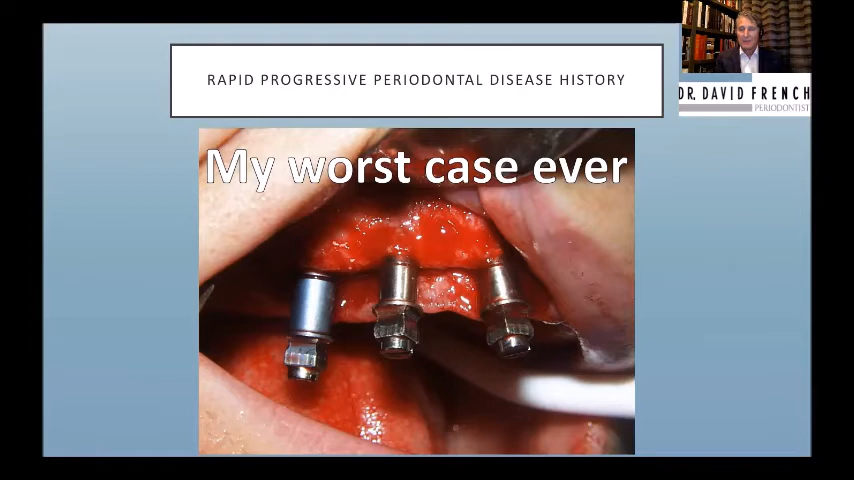 RAPID PROGRESSIVE PERIODONTAL DISEASE HISTORY
DR. DAVID FRENCH
PERIODONTIST
My worst case ever